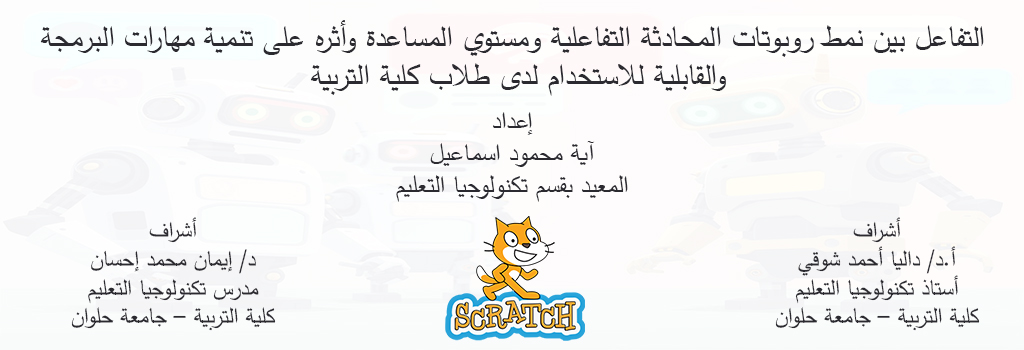 التفاعل بين نمط روبوتات المحادثة التفاعلية ومستوي المساعدة وأثره على تنمية مهارات البرمجة
والقابلية للاستخدام لدى طلاب كلية التربية
إعداد
آية محمود اسماعيل
المعيد بقسم تكنولوجيا التعليم
أشراف
أ.د/ داليا أحمد شوقي
أستاذ تكنولوجيا التعليم
كلية التربية – جامعة حلوان
أشراف
د/ إيمان محمد إحسان
مدرس تكنولوجيا التعليم
كلية التربية – جامعة حلوان
SCRATCH